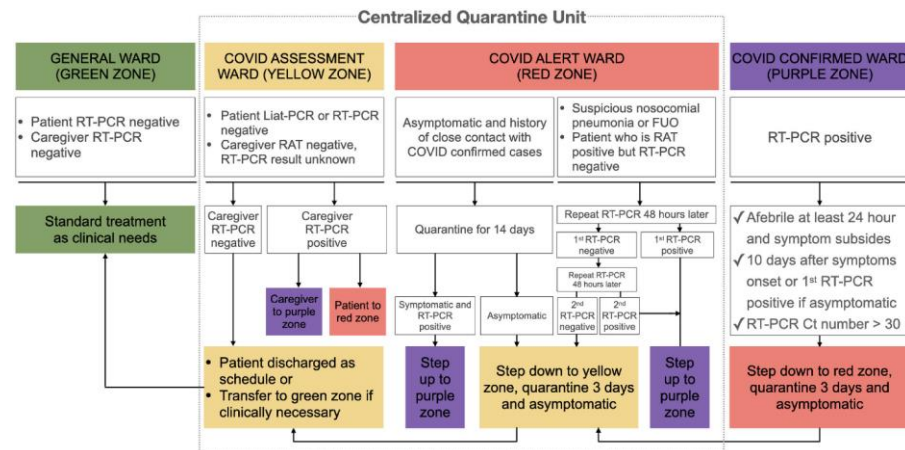 Centralized Quarantine Unit
GENERAL WARD
(GREEN ZONE)
COVID ASSESSMENT
WARD (YELLOW ZONE)
COVID ALERT WARD
(RED ZONE)
COVID CONFIRMED WARD
(PURPLE ZONE)
• Patient RT-PCR negative
• Caregiver RT-PCR
negative
• Patient Liat-PCR or RT-PCR
negative
• Caregiver RAT negative,
RT-PCR result unknown
Asymptomatic and history
of close contact with
COVID confirmed cases
• Suspicious nosocomial
pneumonia or FUO
• Patient who is RAT
positive but RT-PCR
negative
RT-PCR positive
Standard treatment
as clinical needs
Caregiver
RT-PCR
negative
Caregiver
RT-PCR
positive
Quarantine for 14 days
Repeat RT-PCR 48 hours later
1st RT-PCR
negative
1st RT-PCR
positive
Repeat RT-PCR
48 hours later
✓ Afebrile at least 24 hour
and symptom subsides
✓ 10 days after symptoms
onset or 1st RT-PCR
positive if asymptomatic
✓ RT-PCR Ct number > 30
Caregiver
to purple
zone
Patient to
red zone
Symptomatic and
RT-PCR
positive
Asymptomatic
2nd
RT-PCR
negative
2nd
RT-PCR
positive
• Patient discharged as
schedule or
• Transfer to green zone if
clinically necessary
Step
up to
purple
zone
Step down to yellow
zone, quarantine 3 days
and asymptomatic
Step
up to
purple
zone
Step down to red zone,
quarantine 3 days and
asymptomatic